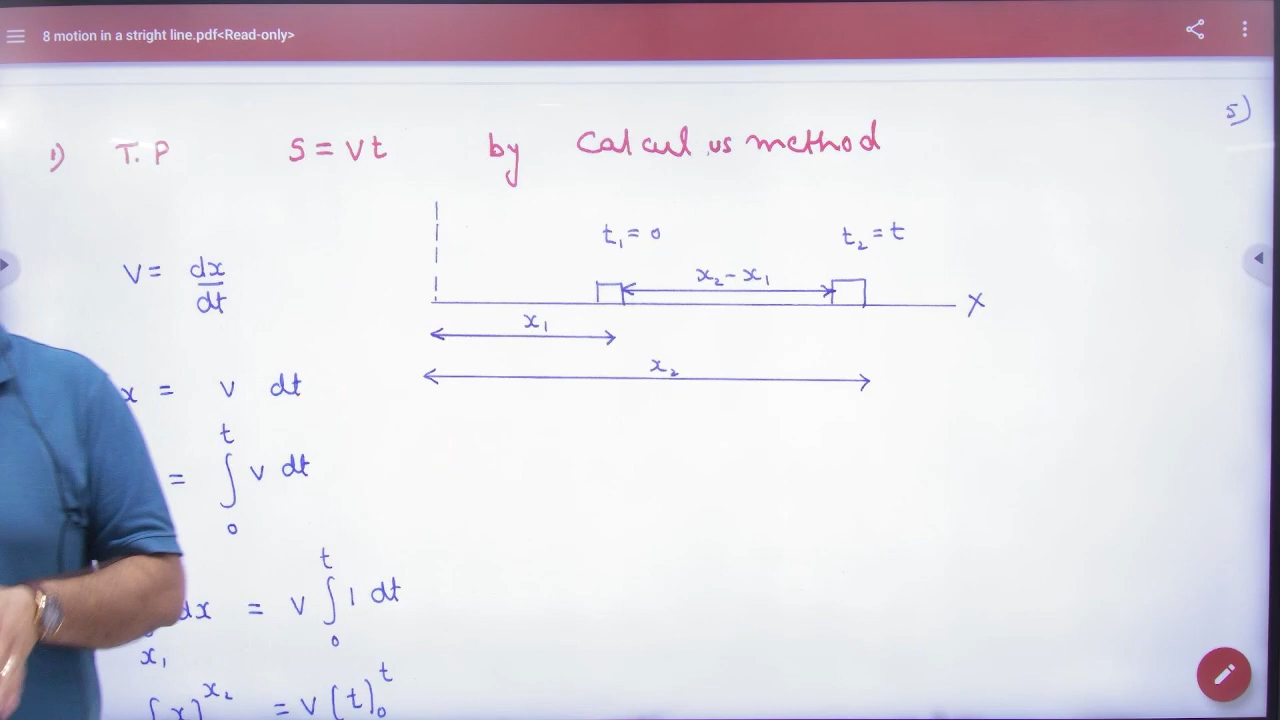 8 motion in a stright line.pdf<Read-only>
5)
1) T.P S = vt by Calculus method
t₁ = 0 t₂ = t
v = dx/dt
x₂ - x₁
X
x₁
x = v dt
x₂
t
= ∫ v dt
0
t
dx = v ∫ 1 dt
0
x₁
[x]^x₂ = v [t]₀^t